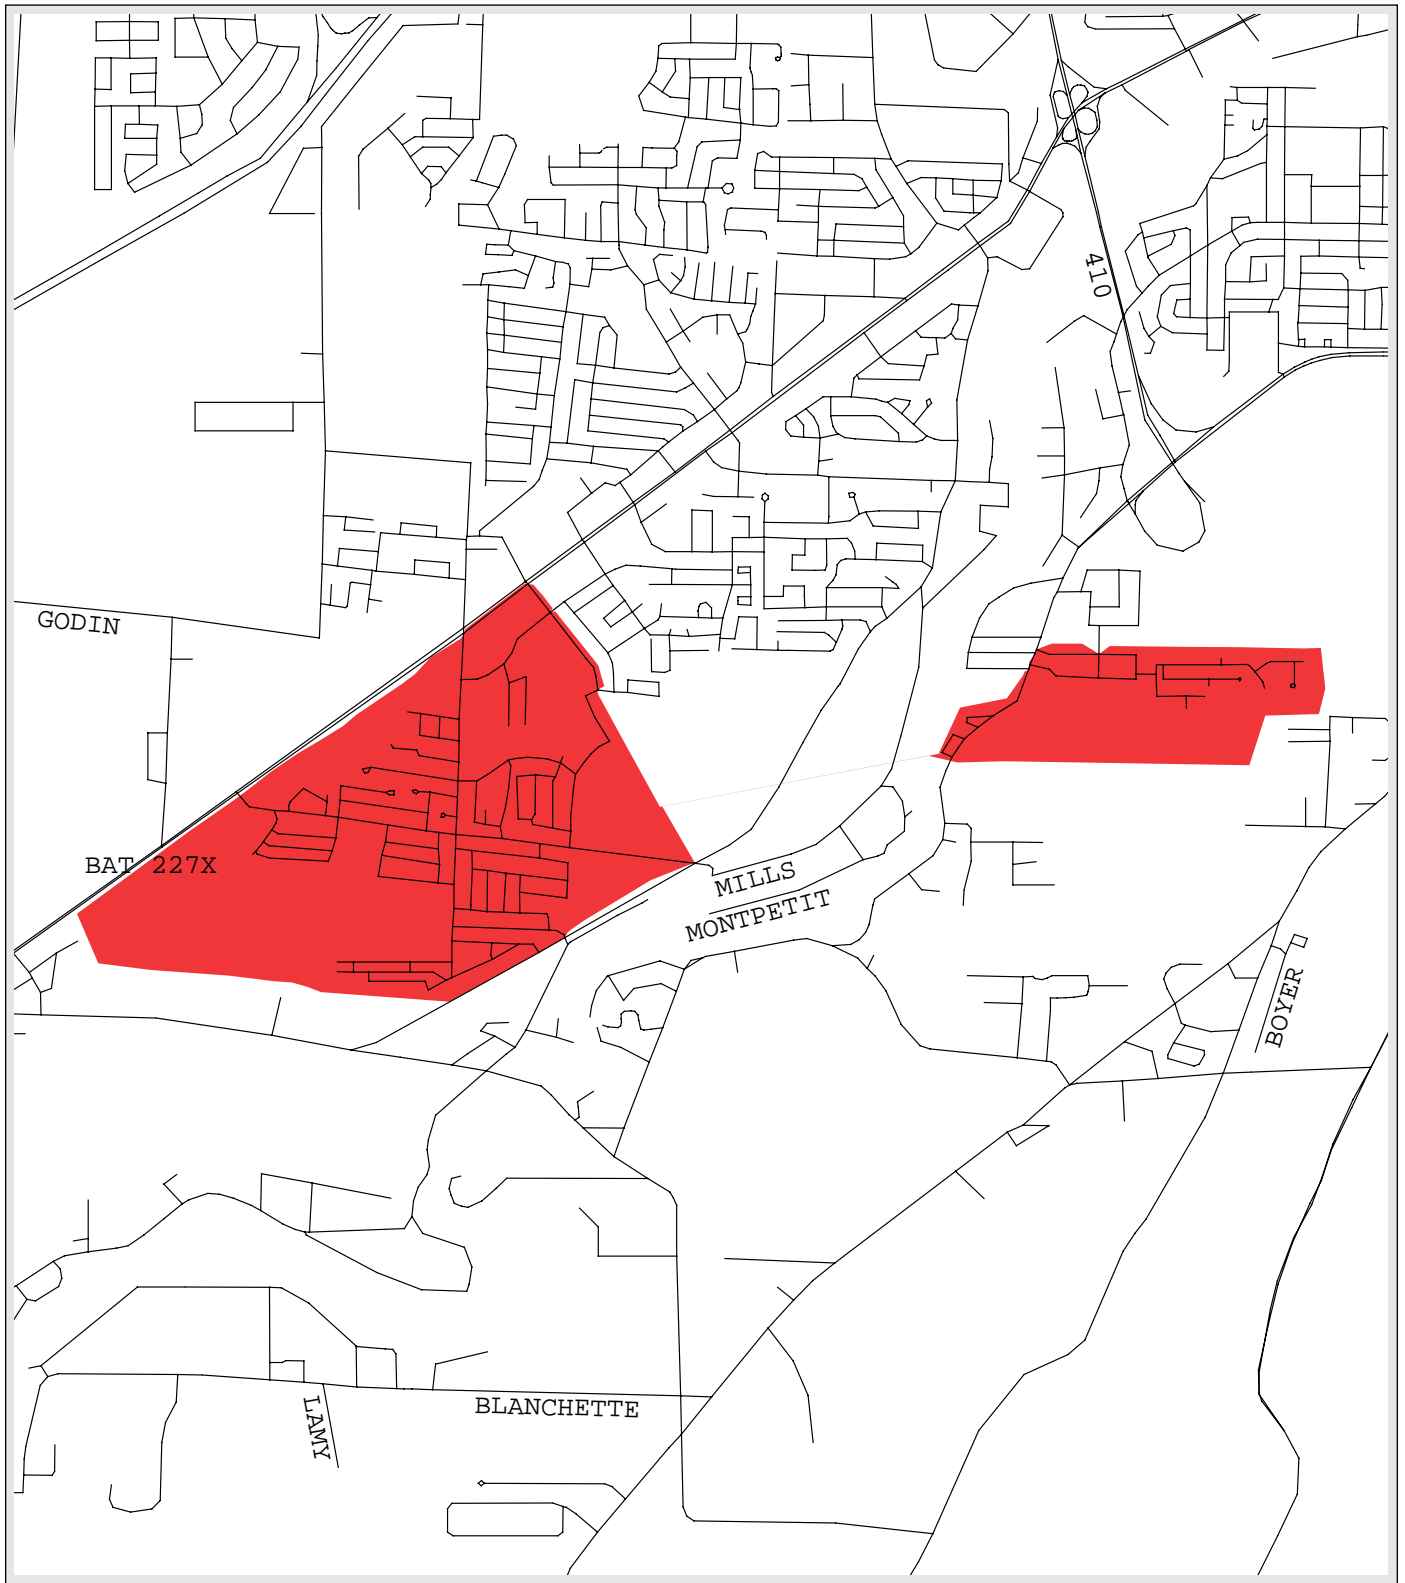 410
GODIN
BAT 227X
MILLS
MONTPETIT
BOYER
BLANCHETTE
LAMY